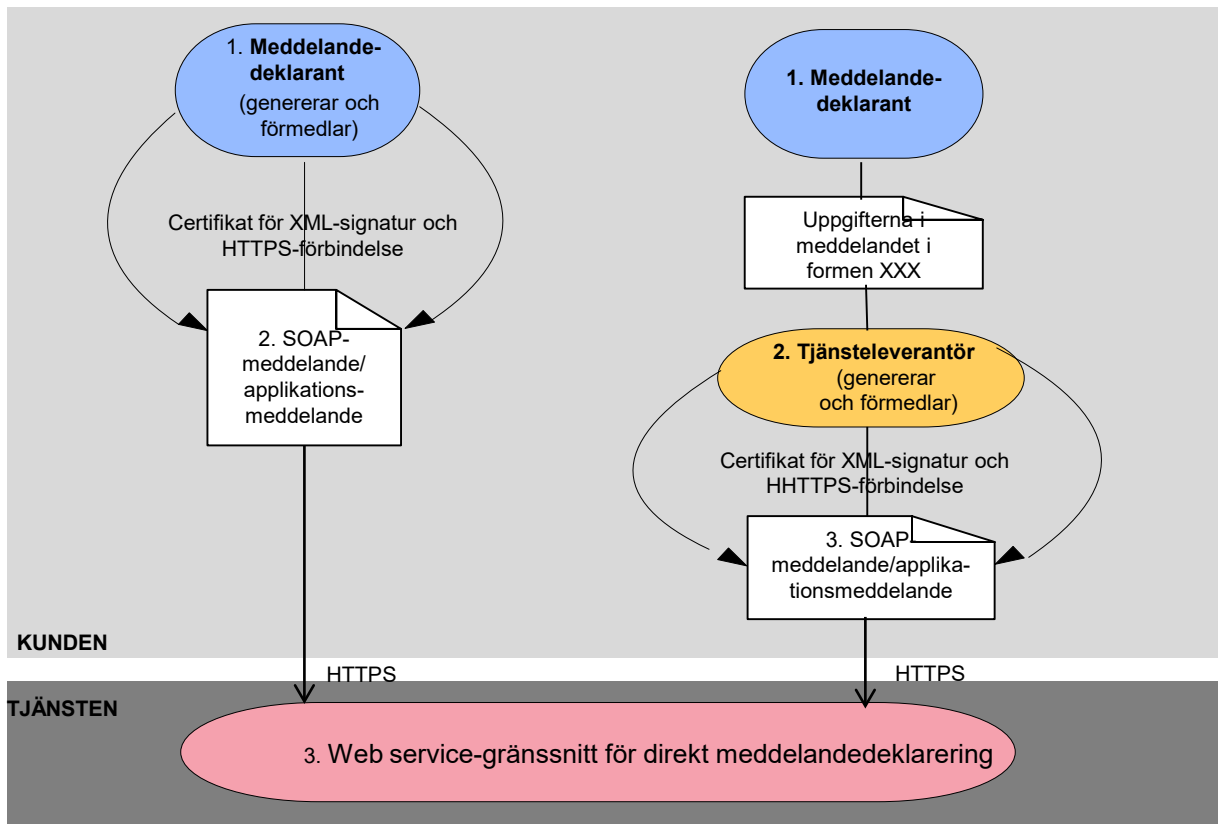 1. Meddelande-
deklarant
(genererar och
förmedlar)
Certifikat för XML-signatur och
HTTPS-förbindelse
2. SOAP-
meddelande/
applikations-
meddelande
HTTPS
1. Meddelande-
deklarant
Uppgifterna i
meddelandet i
formen XXX
2. Tjänsteleverantör
(genererar
och förmedlar)
Certifikat för XML-signatur och
HHTTPS-förbindelse
3. SOAP-
meddelande/applika-
tionsmeddelande
HTTPS
KUNDEN
TJÄNSTEN
3. Web service-gränssnitt för direkt meddelandedeklarering